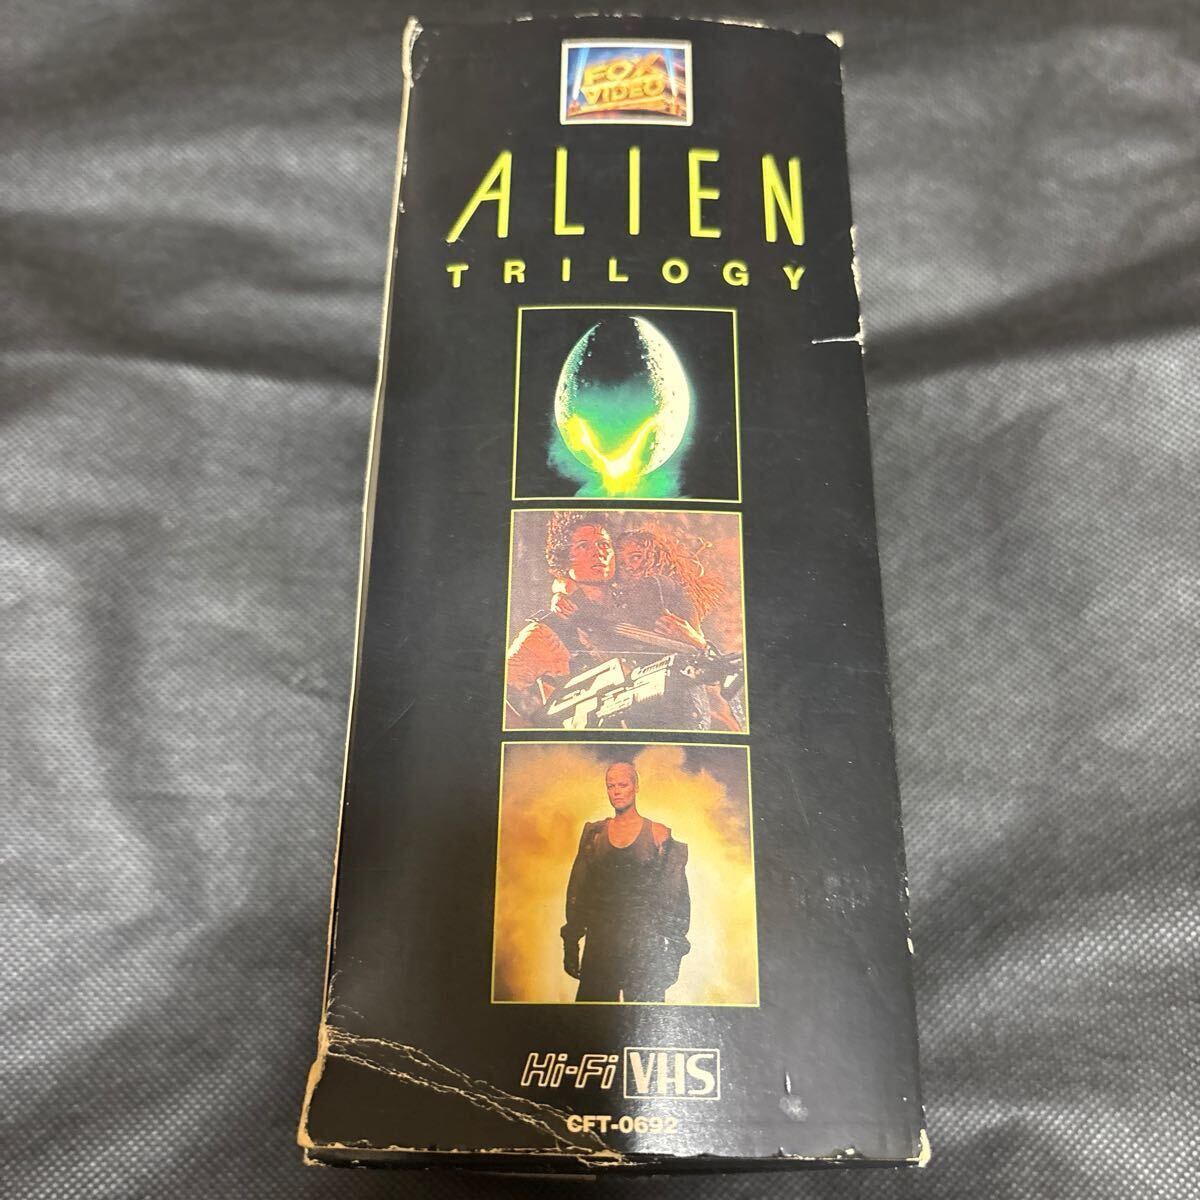 FOX
VIDEO
ALIEN
TRILOGY
Hi-Fi VHS
CFT-0692